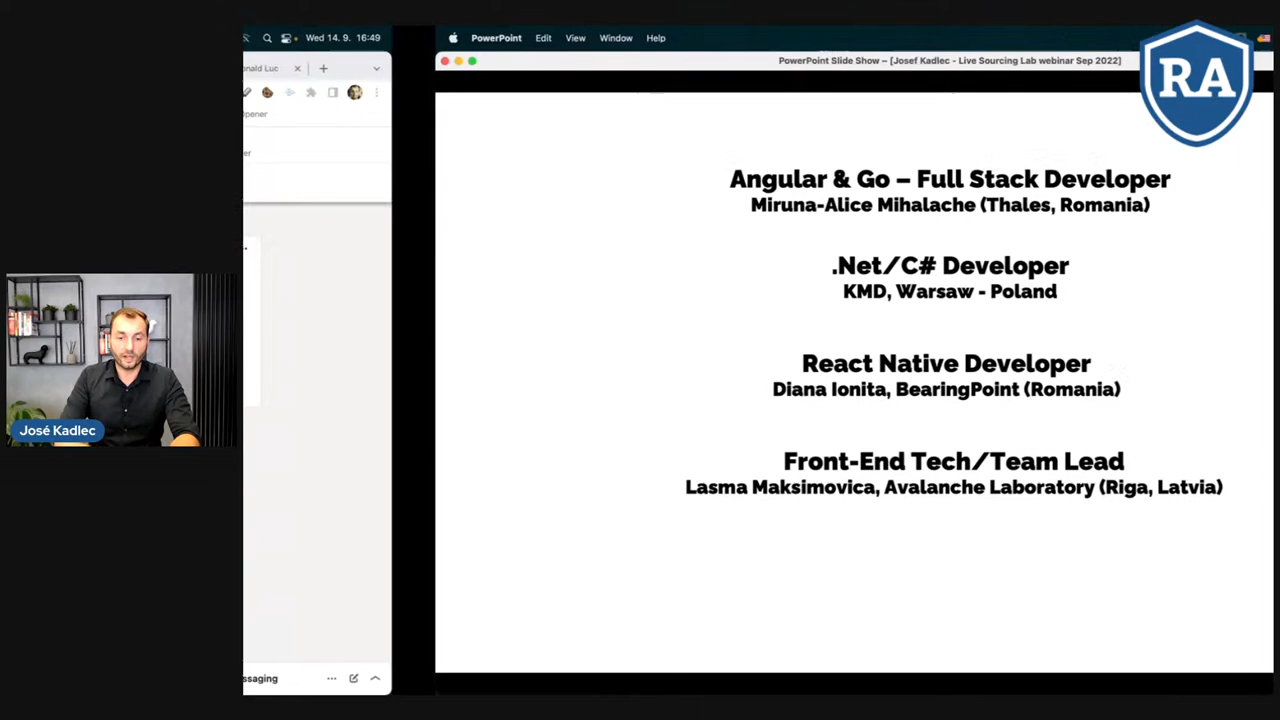 Wed 14. 9. 16:49
PowerPoint Edit View Window Help
onald Luc
PowerPoint Slide Show – [Josef Kadlec - Live Sourcing Lab webinar Sep 2022]
RA
Opener
er
Angular & Go – Full Stack Developer
Miruna-Alice Mihalache (Thales, Romania)
.Net/C# Developer
KMD, Warsaw - Poland
React Native Developer
Diana Ionita, BearingPoint (Romania)
José Kadlec
Front-End Tech/Team Lead
Lasma Maksimovica, Avalanche Laboratory (Riga, Latvia)
ssaging